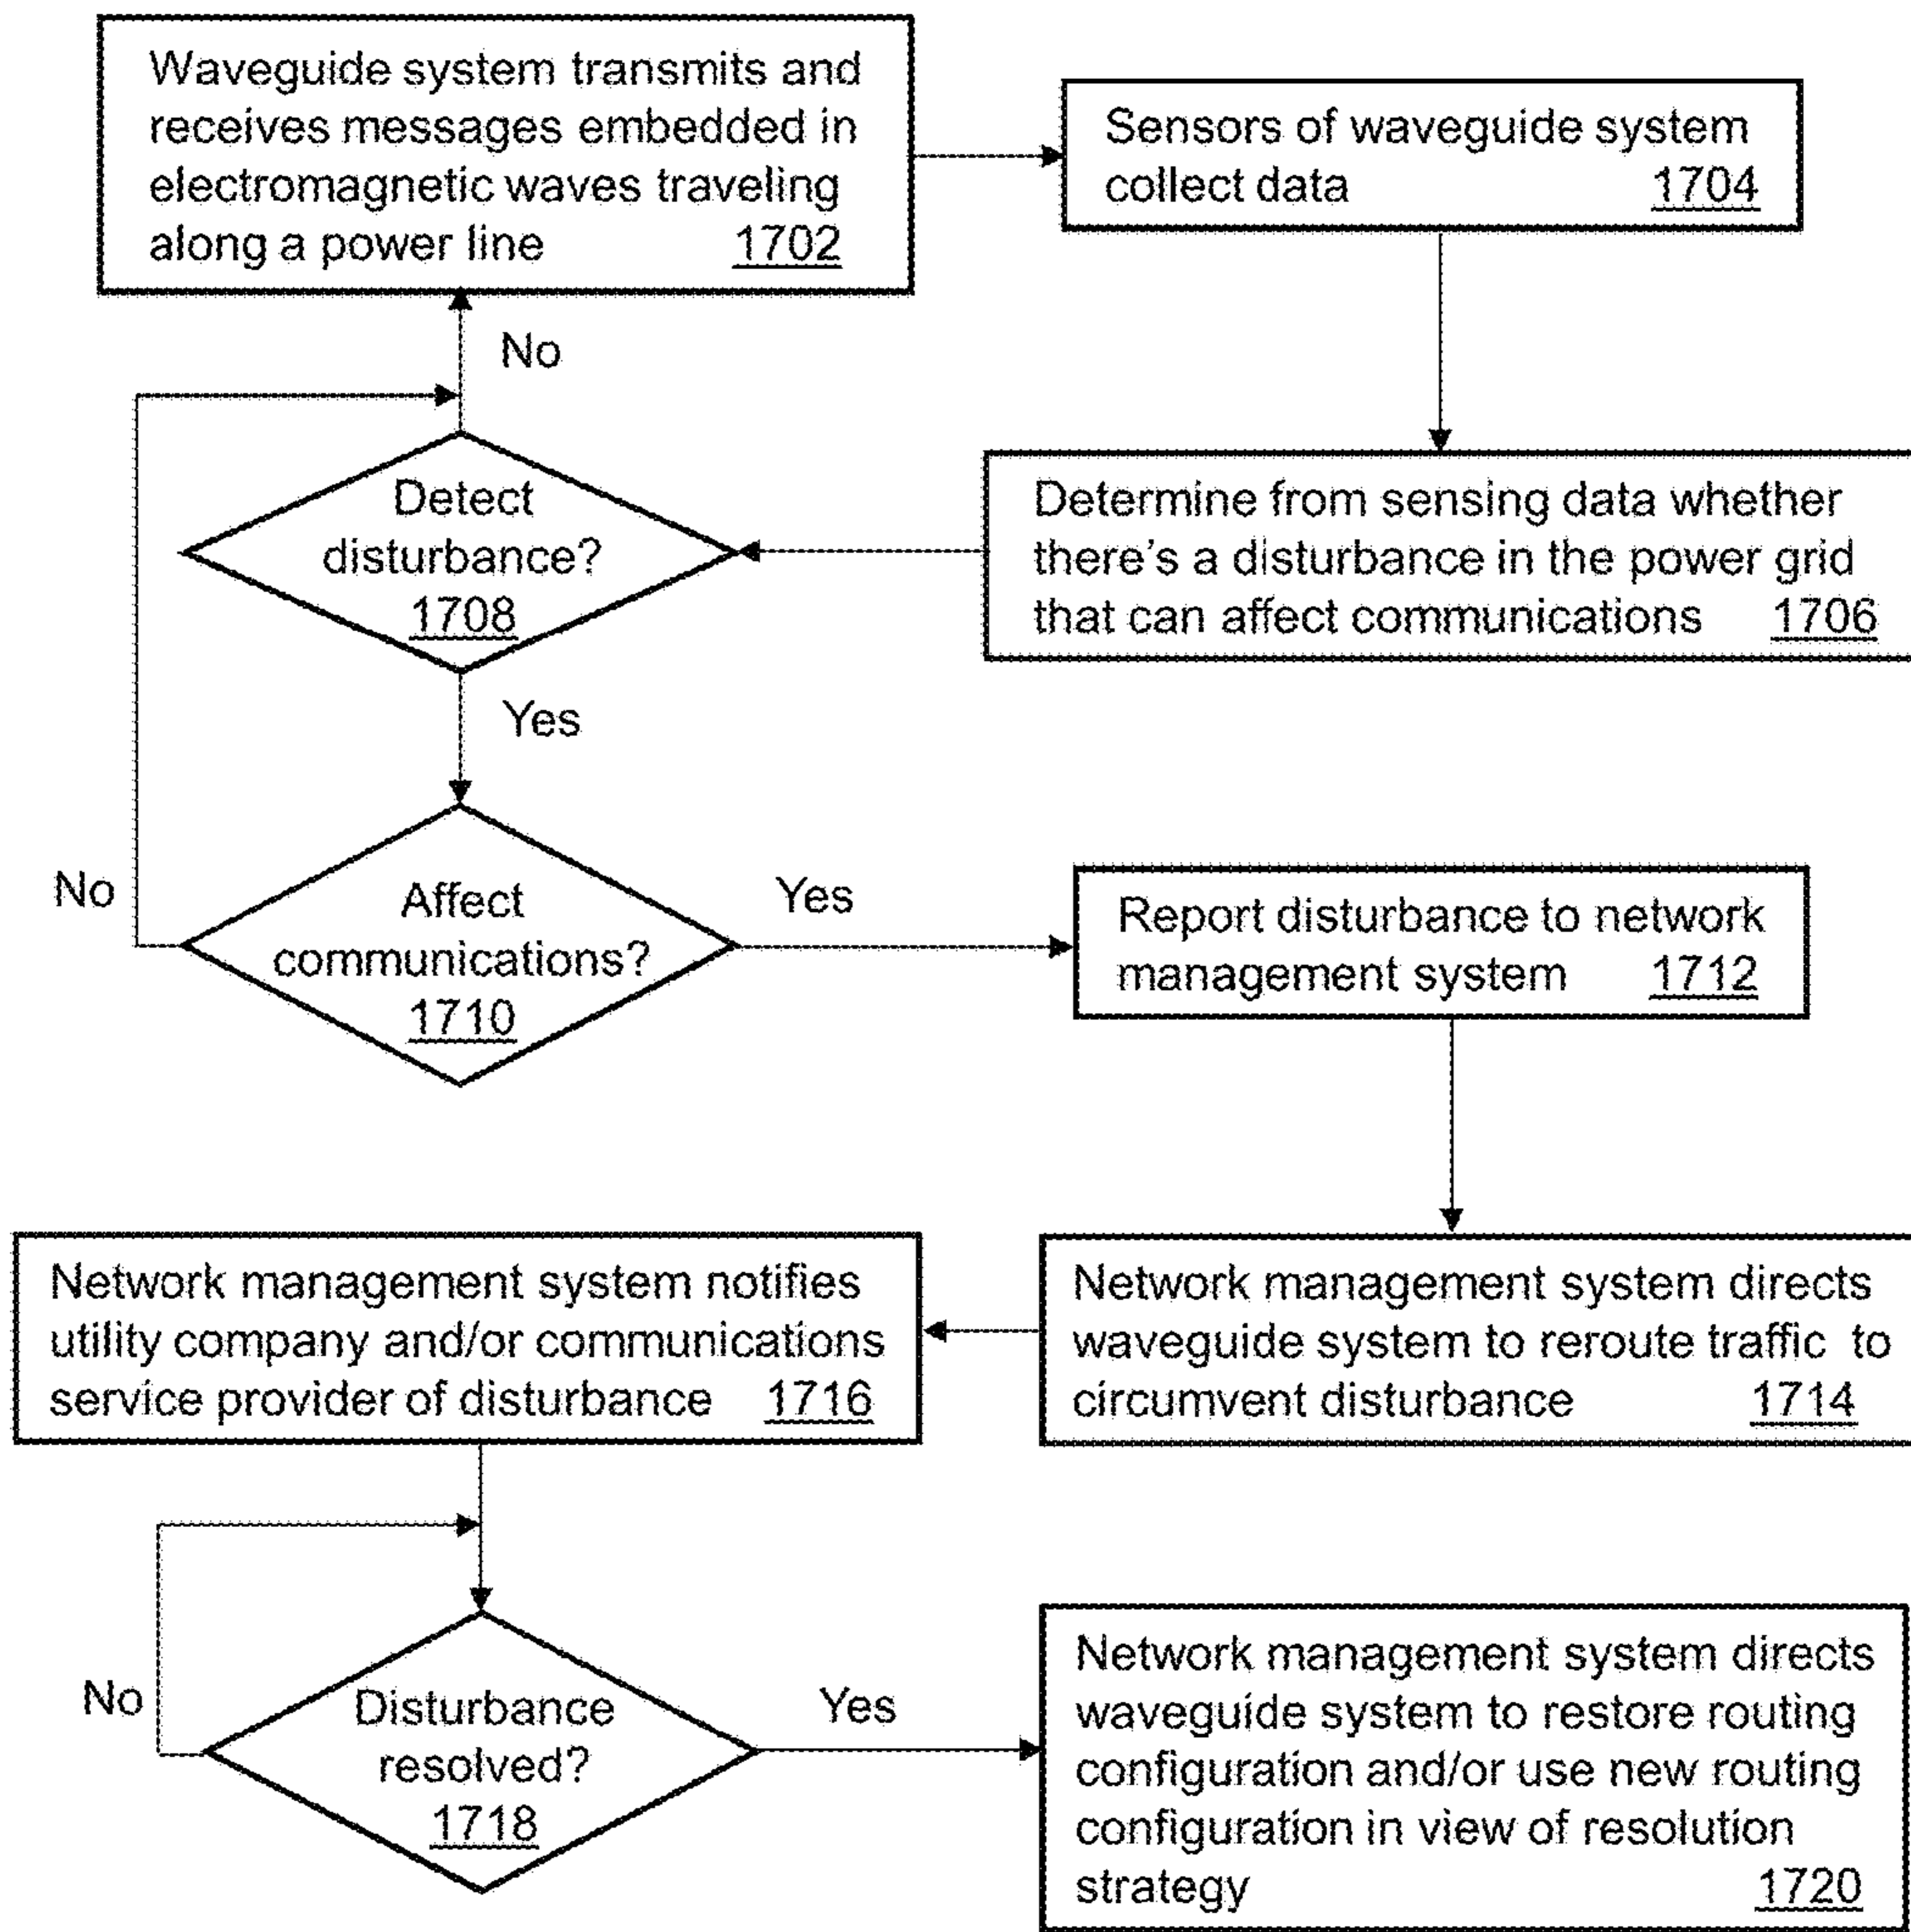 Waveguide system transmits and
receives messages embedded in
electromagnetic waves traveling
along a power line 1702
Sensors of waveguide system
collect data 1704
No
Detect
disturbance?
1708
Determine from sensing data whether
there's a disturbance in the power grid
that can affect communications 1706
Yes
No
Affect
communications?
1710
Yes
Report disturbance to network
management system 1712
Network management system directs
waveguide system to reroute traffic to
circumvent disturbance 1714
Network management system notifies
utility company and/or communications
service provider of disturbance 1716
No
Disturbance
resolved?
1718
Yes
Network management system directs
waveguide system to restore routing
configuration and/or use new routing
configuration in view of resolution
strategy 1720